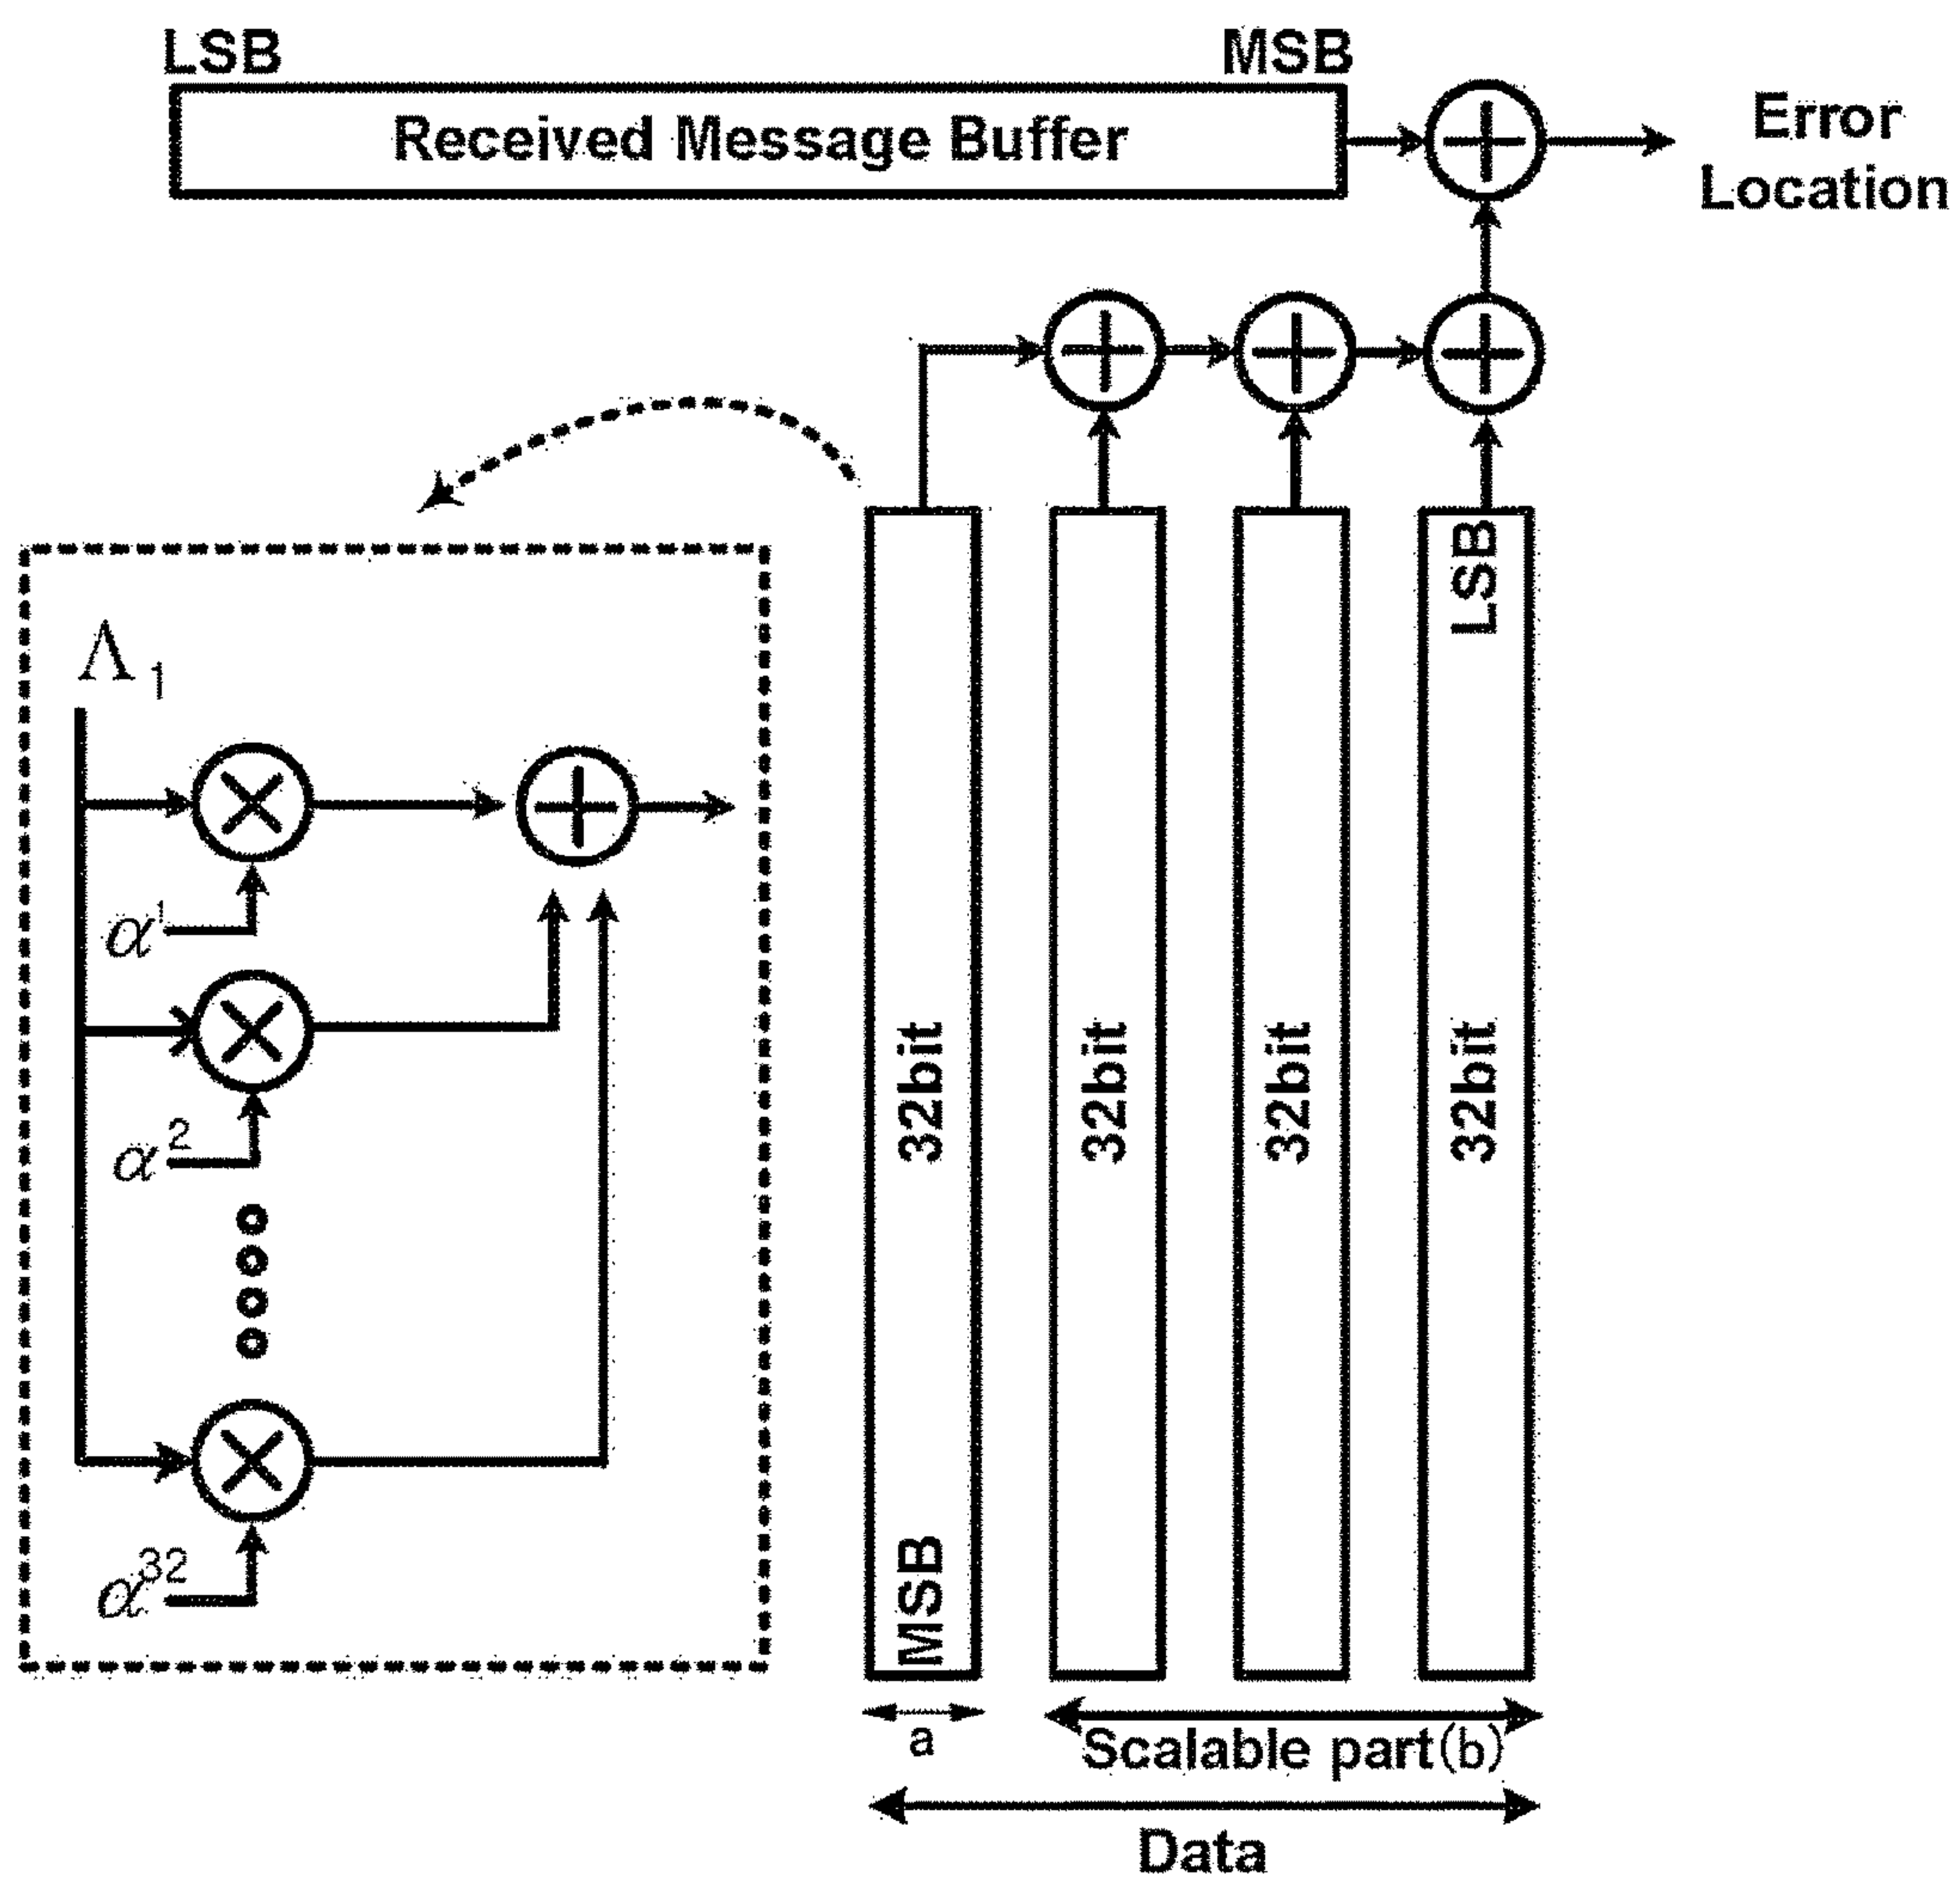 LSB
MSB
Received Message Buffer
Error
Location
LSB
Λ1
α1
α2
α32
32bit
32bit
32bit
32bit
MSB
a
Scalable part(b)
Data